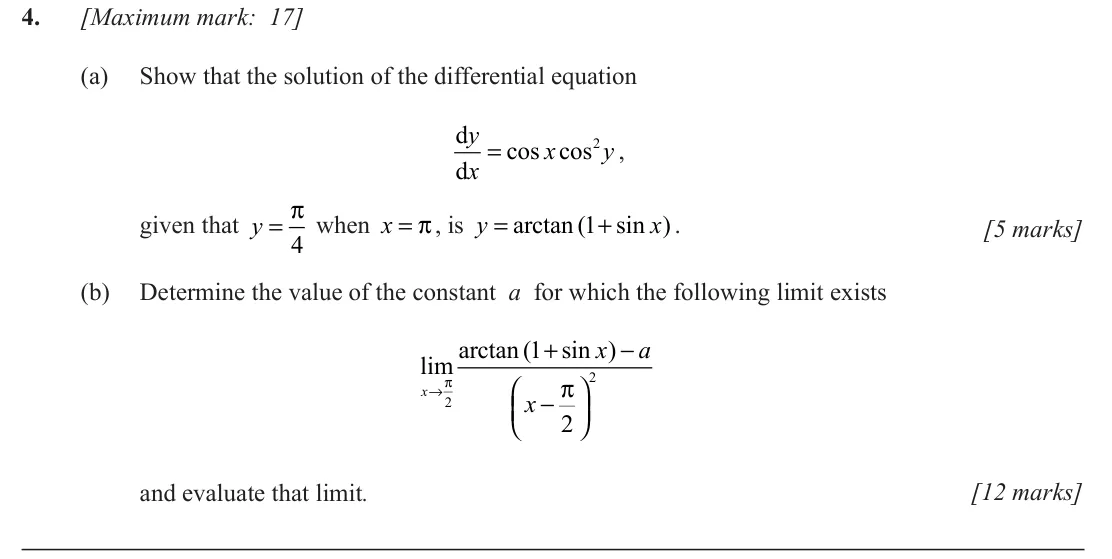 4. [Maximum mark: 17]
(a) Show that the solution of the differential equation
dy/dx = cos x cos² y ,
given that y = π/4 when x = π , is y = arctan (1 + sin x) . [5 marks]
(b) Determine the value of the constant a for which the following limit exists
lim x→π/2 (arctan (1 + sin x) − a) / (x − π/2)²
and evaluate that limit. [12 marks]